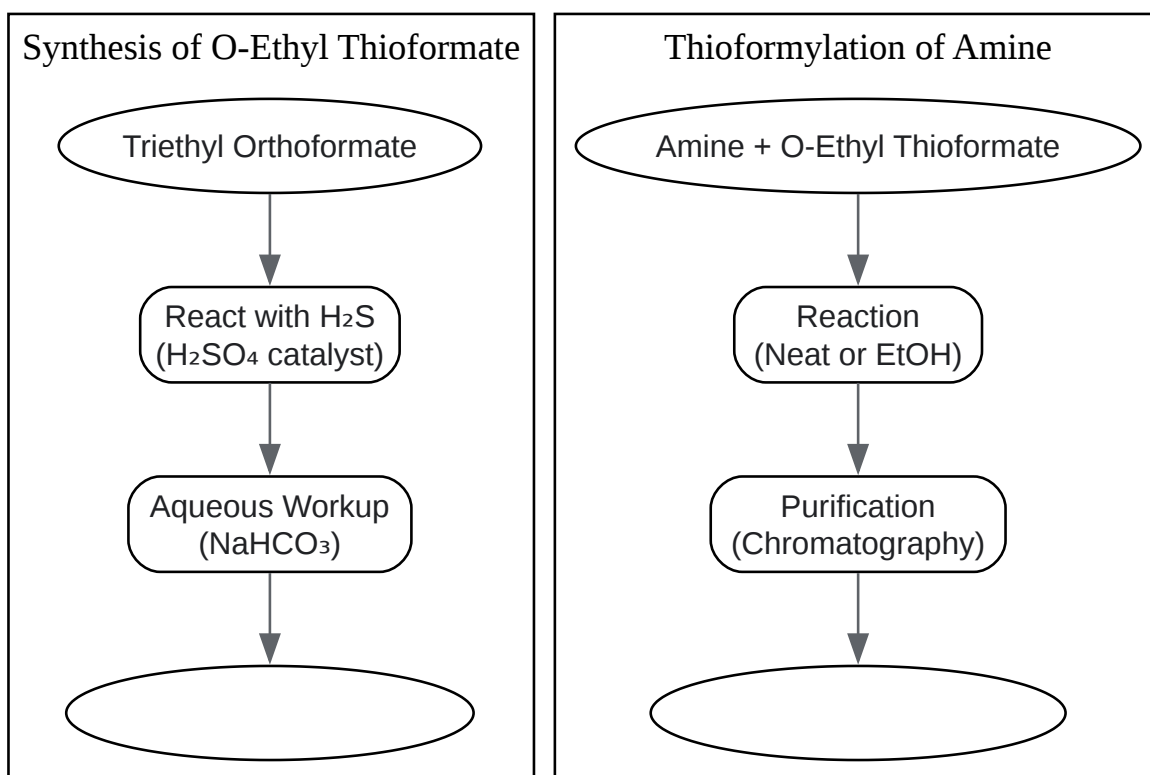 Synthesis of O-Ethyl Thioformate
Triethyl Orthoformate
React with H₂S
(H₂SO₄ catalyst)
Aqueous Workup
(NaHCO₃)
Thioformylation of Amine
Amine + O-Ethyl Thioformate
Reaction
(Neat or EtOH)
Purification
(Chromatography)